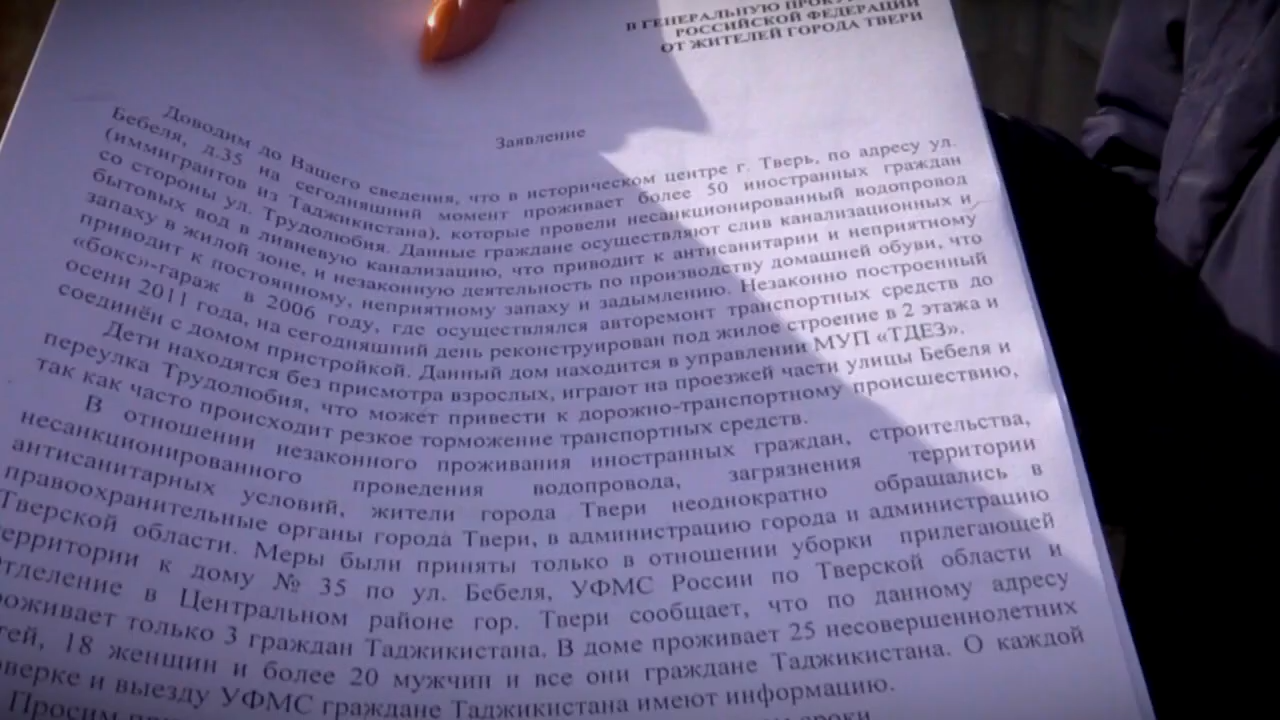 В ГЕНЕРАЛЬНУЮ
РОССИЙСКОЙ ФЕДЕРАЦИИ
ОТ ЖИТЕЛЕЙ ГОРОДА ТВЕРИ
Заявление
Доводим до Вашего сведения, что в историческом центре г. Тверь, по адресу ул.
Бебеля, д.35 на сегодняшний момент проживает более 50 иностранных граждан
(иммигрантов из Таджикистана), которые провели несанкционированный водопровод
со стороны ул. Трудолюбия. Данные граждане осуществляют слив канализационных и
бытовых вод в ливневую канализацию, что приводит к антисанитарии и неприятному
запаху в жилой зоне, и незаконную деятельность по производству домашней обуви, что
приводит к постоянному, неприятному запаху и задымлению. Незаконно построенный
«бокс»-гараж в 2006 году, где осуществлялся авторемонт транспортных средств до
осени 2011 года, на сегодняшний день реконструирован под жилое строение в 2 этажа и
соединён с домом пристройкой. Данный дом находится в управлении МУП «ТДЕЗ».
Дети находятся без присмотра взрослых, играют на проезжей части улицы Бебеля и
переулка Трудолюбия, что может привести к дорожно-транспортному происшествию,
так как часто происходит резкое торможение транспортных средств.
В отношении незаконного проживания иностранных граждан, строительства,
несанкционированного проведения водопровода, загрязнения территории
антисанитарных условий, жители города Твери неоднократно обращались в
правоохранительные органы города Твери, в администрацию города и администрацию
Тверской области. Меры были приняты только в отношении уборки прилегающей
территории к дому № 35 по ул. Бебеля, УФМС России по Тверской области и
отделение в Центральном районе гор. Твери сообщает, что по данному адресу
роживает только 3 граждан Таджикистана. В доме проживает 25 несовершеннолетних
тей, 18 женщин и более 20 мужчин и все они граждане Таджикистана. О каждой
оверке и выезду УФМС граждане Таджикистана имеют информацию.
Просим